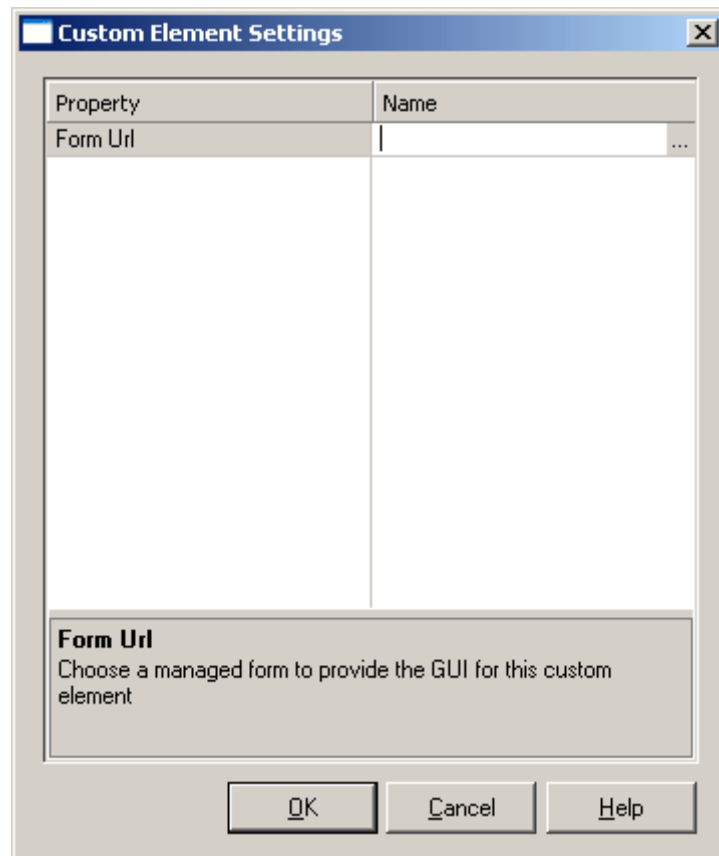 Custom Element Settings
Property Name
Form Url ...
Form Url
Choose a managed form to provide the GUI for this custom
element
OK Cancel Help